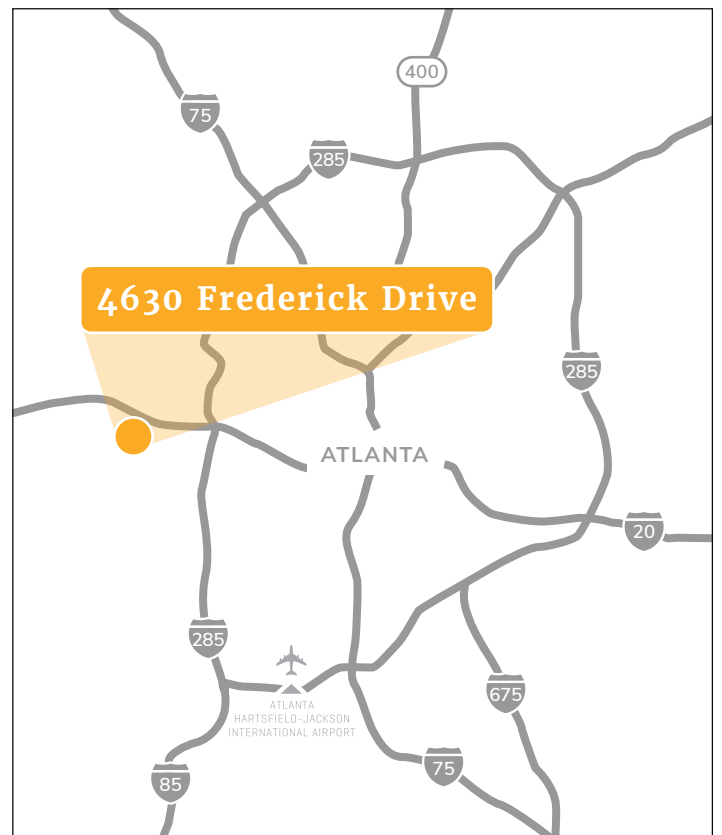 400
75
285
4630 Frederick Drive
285
ATLANTA
20
285
ATLANTA
HARTSFIELD-JACKSON
INTERNATIONAL AIRPORT
675
75
85